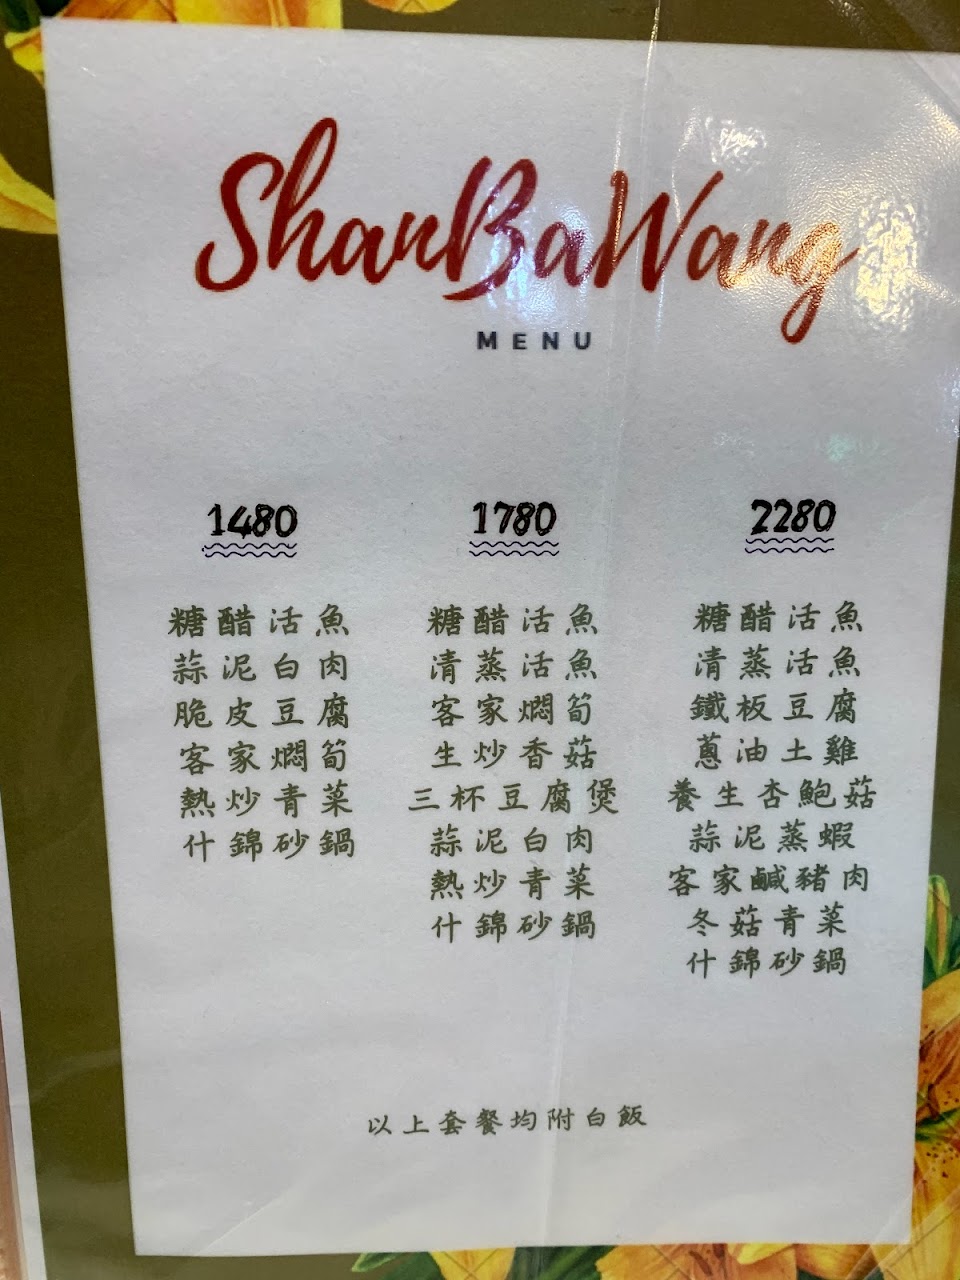 ShanBaWang
MENU
1480
糖醋活魚
蒜泥白肉
脆皮豆腐
客家燜筍
熱炒青菜
什錦砂鍋
1780
糖醋活魚
清蒸活魚
客家燜筍
生炒香菇
三杯豆腐煲
蒜泥白肉
熱炒青菜
什錦砂鍋
2280
糖醋活魚
清蒸活魚
鐵板豆腐
蔥油土雞
養生杏鮑菇
蒜泥蒸蝦
客家鹹豬肉
冬菇青菜
什錦砂鍋
以上套餐均附白飯